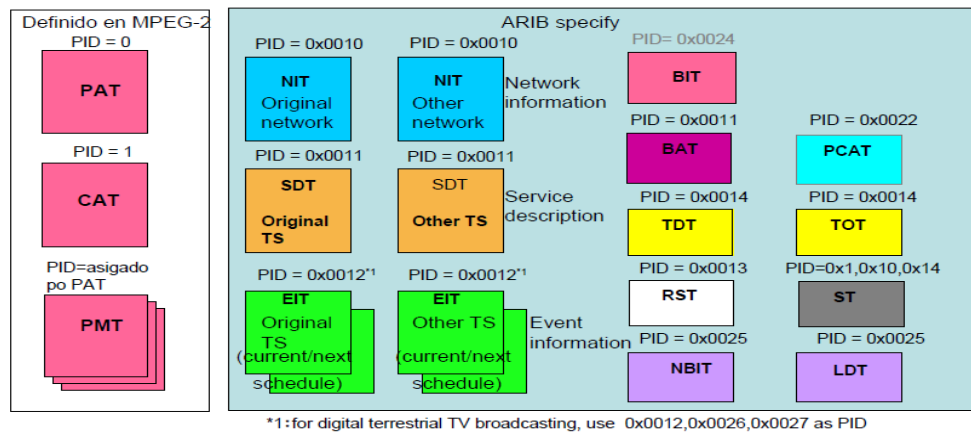 Definido en MPEG-2
PID = 0
PAT
PID = 1
CAT
PID=asigado
po PAT
PMT
ARIB specify
PID = 0x0010
NIT
Original
network
PID = 0x0010
NIT
Other
network
Network
information
PID = 0x0011
SDT
Original
TS
PID = 0x0011
SDT
Other TS
Service
description
PID = 0x0012*1
EIT
Original
TS
(current/next
schedule)
PID = 0x0012*1
EIT
Other TS
(current/next
schedule)
Event
information
PID= 0x0024
BIT
PID = 0x0011
BAT
PID = 0x0022
PCAT
PID = 0x0014
TDT
PID = 0x0014
TOT
PID = 0x0013
RST
PID=0x1,0x10,0x14
ST
PID = 0x0025
NBIT
PID = 0x0025
LDT
*1:for digital terrestrial TV broadcasting, use 0x0012,0x0026,0x0027 as PID